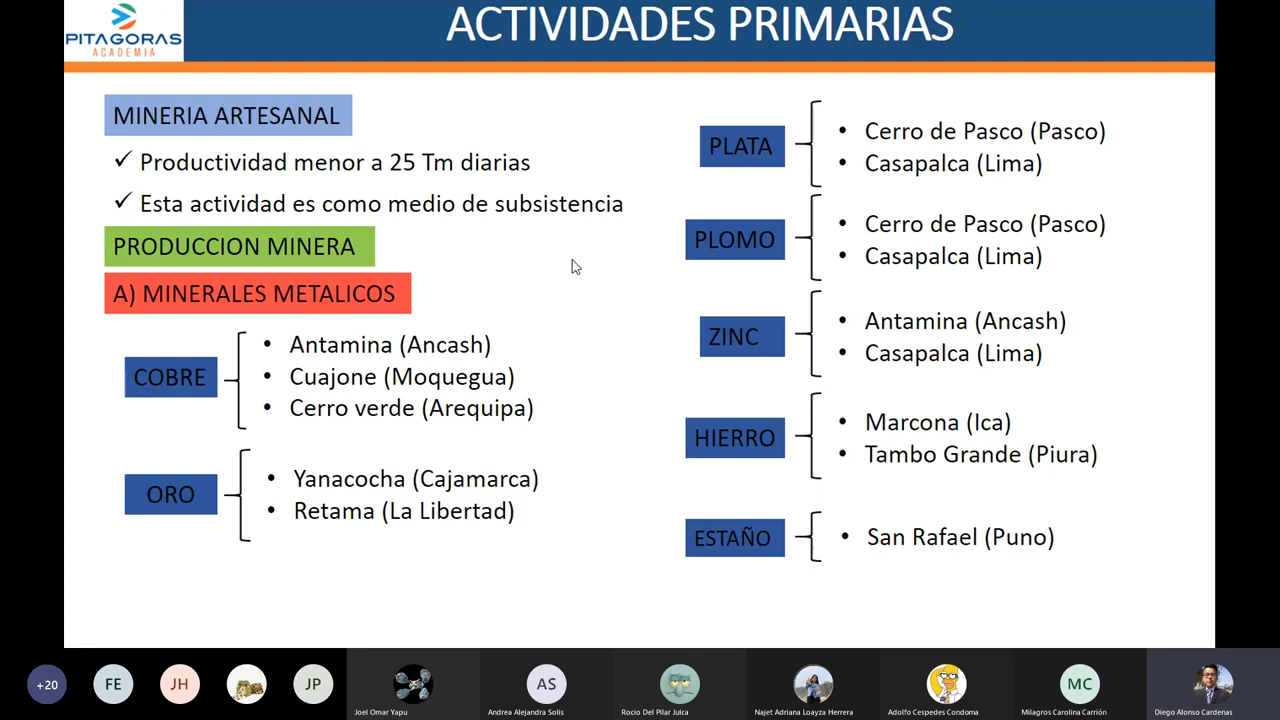 PITAGORAS
ACADEMIA
ACTIVIDADES PRIMARIAS
MINERIA ARTESANAL
✓ Productividad menor a 25 Tm diarias
✓ Esta actividad es como medio de subsistencia
PRODUCCION MINERA
A) MINERALES METALICOS
COBRE
• Antamina (Ancash)
• Cuajone (Moquegua)
• Cerro verde (Arequipa)
ORO
• Yanacocha (Cajamarca)
• Retama (La Libertad)
PLATA
• Cerro de Pasco (Pasco)
• Casapalca (Lima)
PLOMO
• Cerro de Pasco (Pasco)
• Casapalca (Lima)
ZINC
• Antamina (Ancash)
• Casapalca (Lima)
HIERRO
• Marcona (Ica)
• Tambo Grande (Piura)
ESTAÑO
• San Rafael (Puno)
+20
FE
JH
JP
Joel Omar Yapu
AS
Andrea Alejandra Solis
Rocio Del Pilar Julca
Najet Adriana Loayza Herrera
Adolfo Cespedes Condoma
MC
Milagros Carolina Carrión
Diego Alonso Cardenas